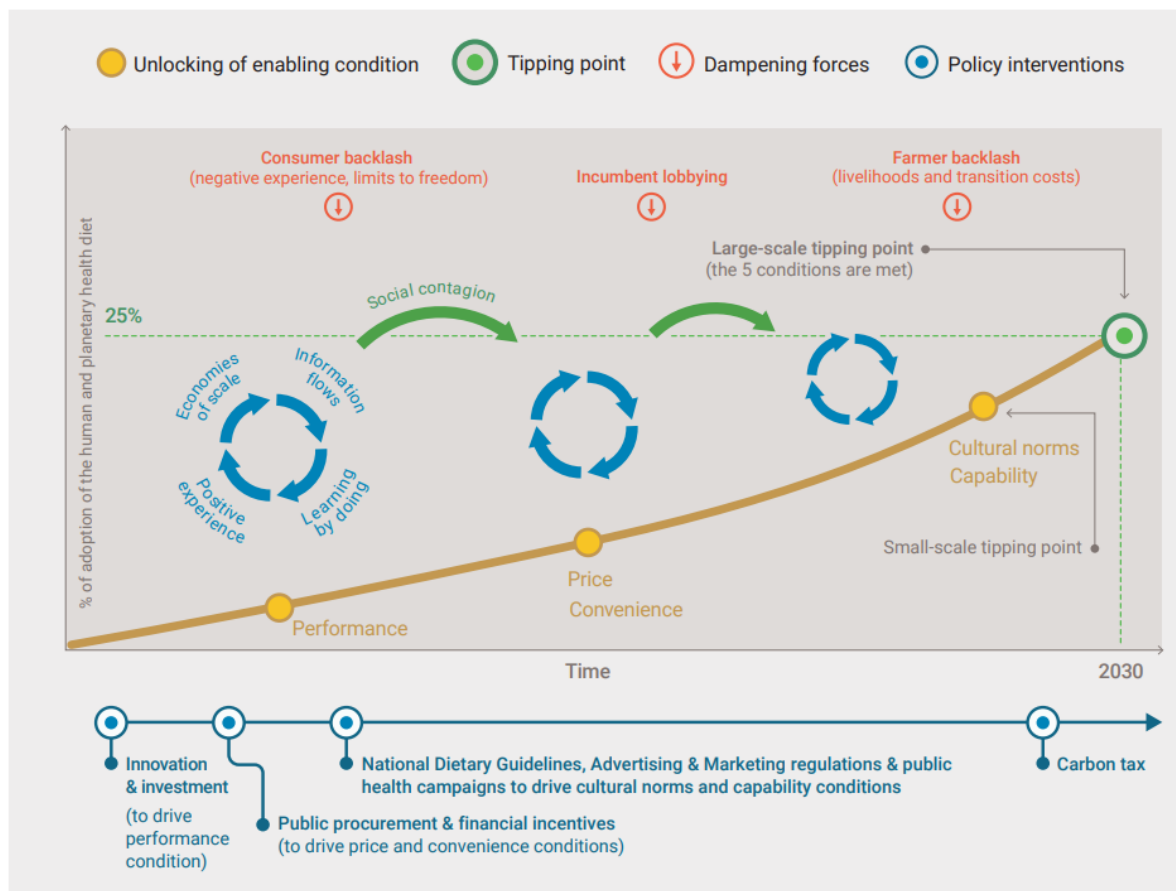 Unlocking of enabling condition
Tipping point
Dampening forces
Policy interventions
% of adoption of the human and planetary health diet
Consumer backlash
(negative experience, limits to freedom)
Incumbent lobbying
Farmer backlash
(livelihoods and transition costs)
Large-scale tipping point
(the 5 conditions are met)
Social contagion
25%
Economies
of scale
Information
flows
Positive
experience
Learning
by doing
Cultural norms
Capability
Small-scale tipping point
Price
Convenience
Performance
Time
2030
Innovation
& investment
(to drive
performance
condition)
Public procurement & financial incentives
(to drive price and convenience conditions)
National Dietary Guidelines, Advertising & Marketing regulations & public
health campaigns to drive cultural norms and capability conditions
Carbon tax